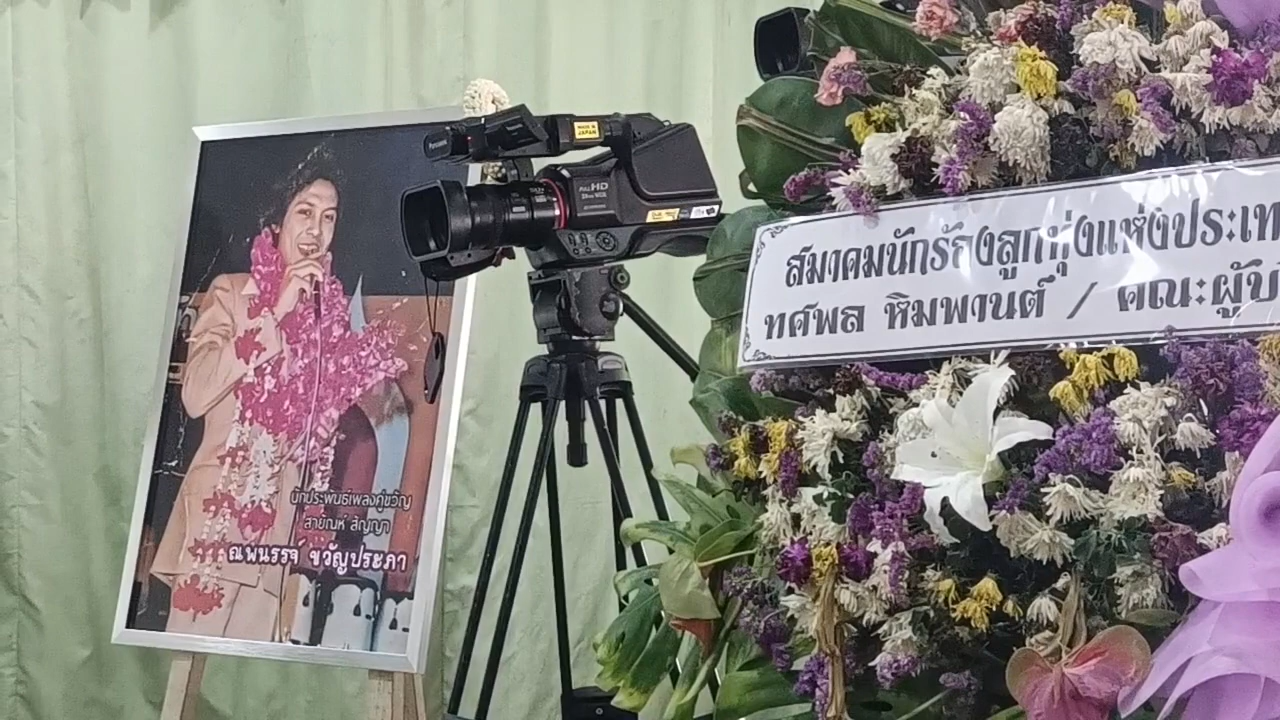 Panasonic
MADE IN
JAPAN
FULL HD
นักประพันธ์เพลงคู่ขวัญ
สายัณห์ สัญญา
ณพนรรจ์ ขวัญประภา
สมาคมนักร้องลูกทุ่งแห่งประเท
ทศพล หิมพานต์ / คณะผู้บ